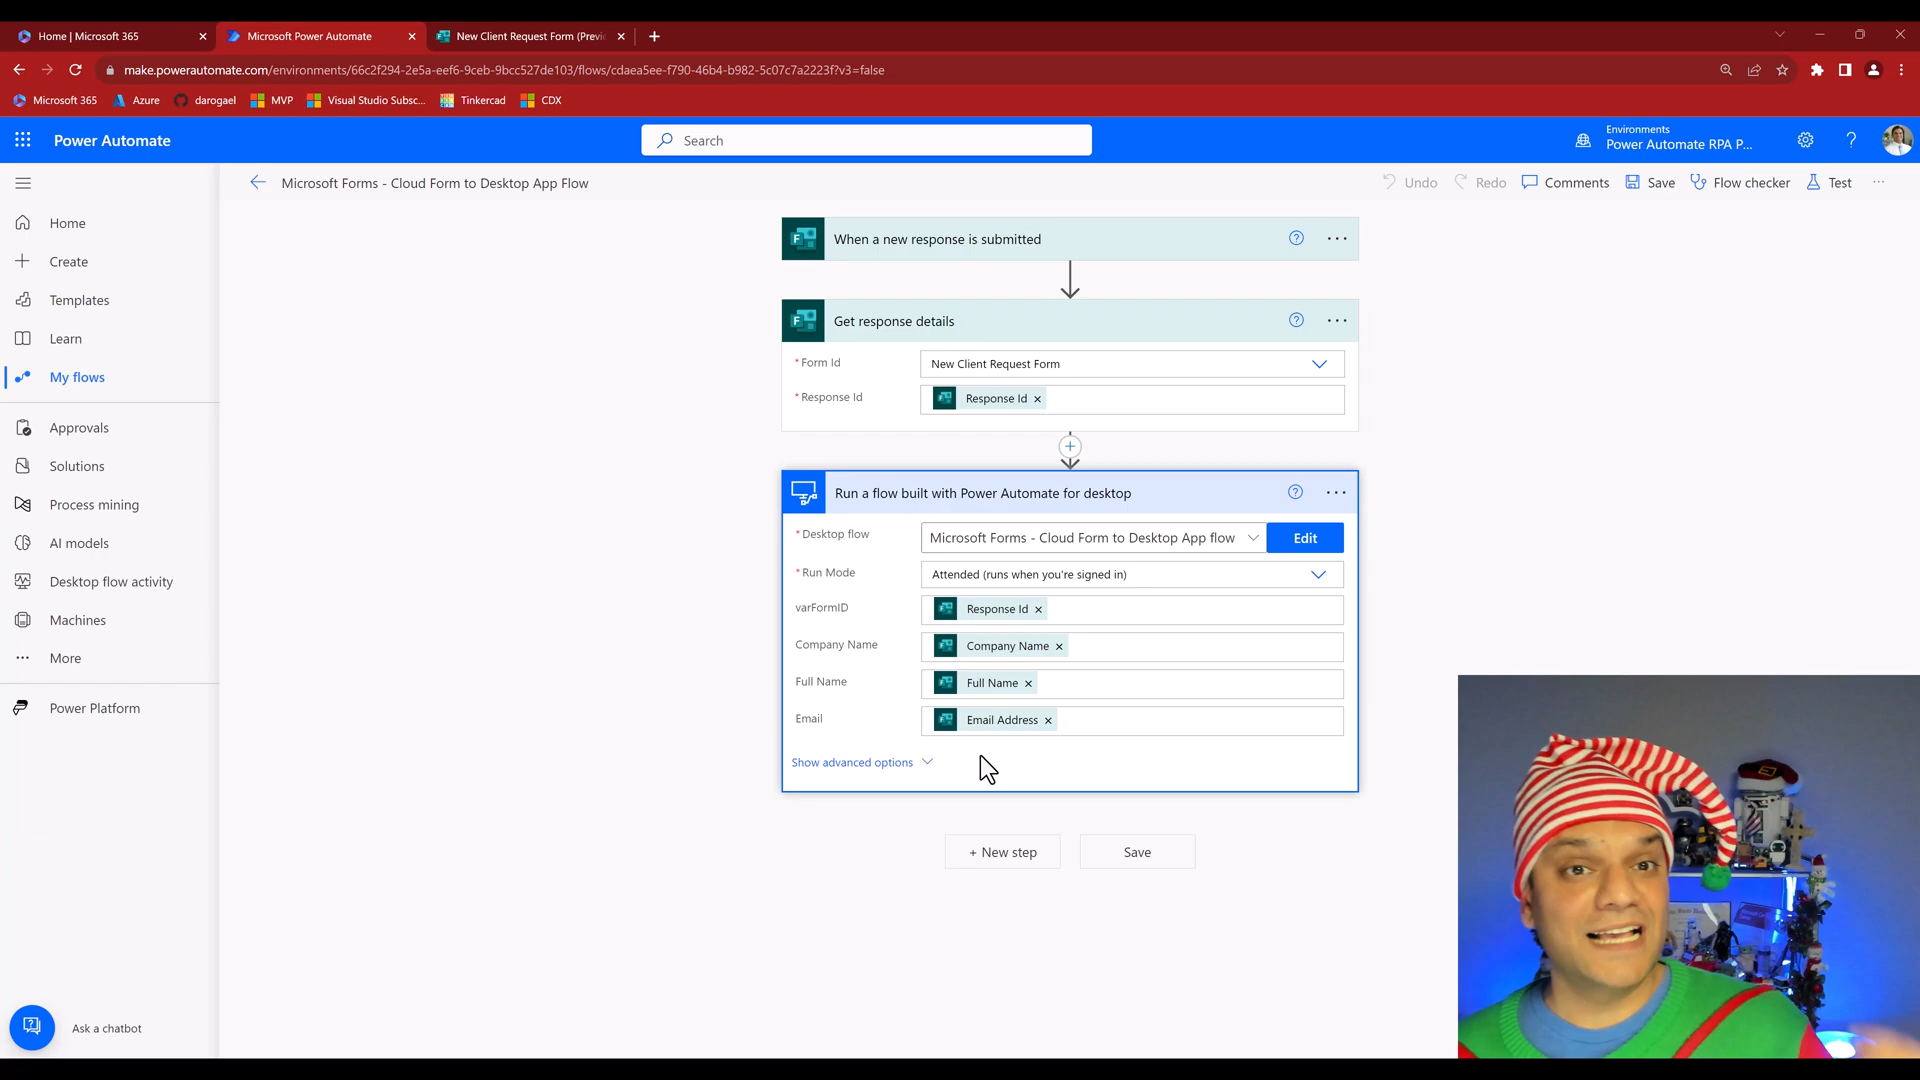 Home | Microsoft 365
Microsoft Power Automate
New Client Request Form (Previ
make.powerautomate.com/environments/66c2f294-2e5a-eef6-9ceb-9bcc527de103/flows/cdaea5ee-f790-46b4-b982-5c07c7a2223f?v3=false
Microsoft 365
Azure
darogael
MVP
Visual Studio Subsc...
Tinkercad
CDX
Power Automate
Search
Environments
Power Automate RPA P...
Microsoft Forms - Cloud Form to Desktop App Flow
Undo
Redo
Comments
Save
Flow checker
Test
Home
Create
Templates
Learn
My flows
Approvals
Solutions
Process mining
AI models
Desktop flow activity
Machines
More
Power Platform
Ask a chatbot
When a new response is submitted
Get response details
* Form Id
New Client Request Form
* Response Id
Response Id
Run a flow built with Power Automate for desktop
* Desktop flow
Microsoft Forms - Cloud Form to Desktop App flow
Edit
* Run Mode
Attended (runs when you're signed in)
varFormID
Response Id
Company Name
Company Name
Full Name
Full Name
Email
Email Address
Show advanced options
+ New step
Save